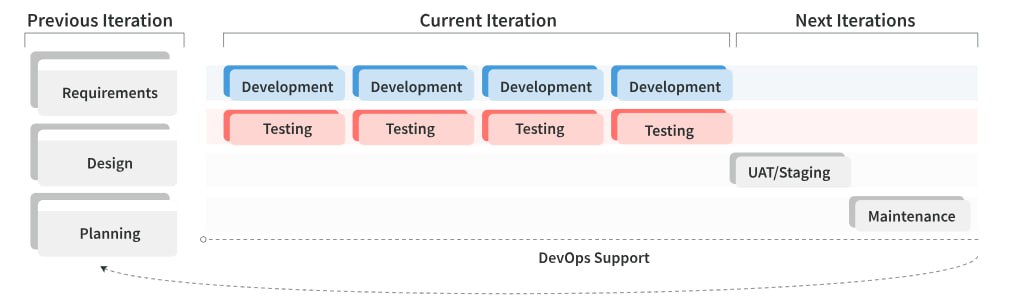 Previous Iteration
Current Iteration
Next Iterations
Requirements
Design
Planning
Development
Development
Development
Development
Testing
Testing
Testing
Testing
UAT/Staging
Maintenance
DevOps Support